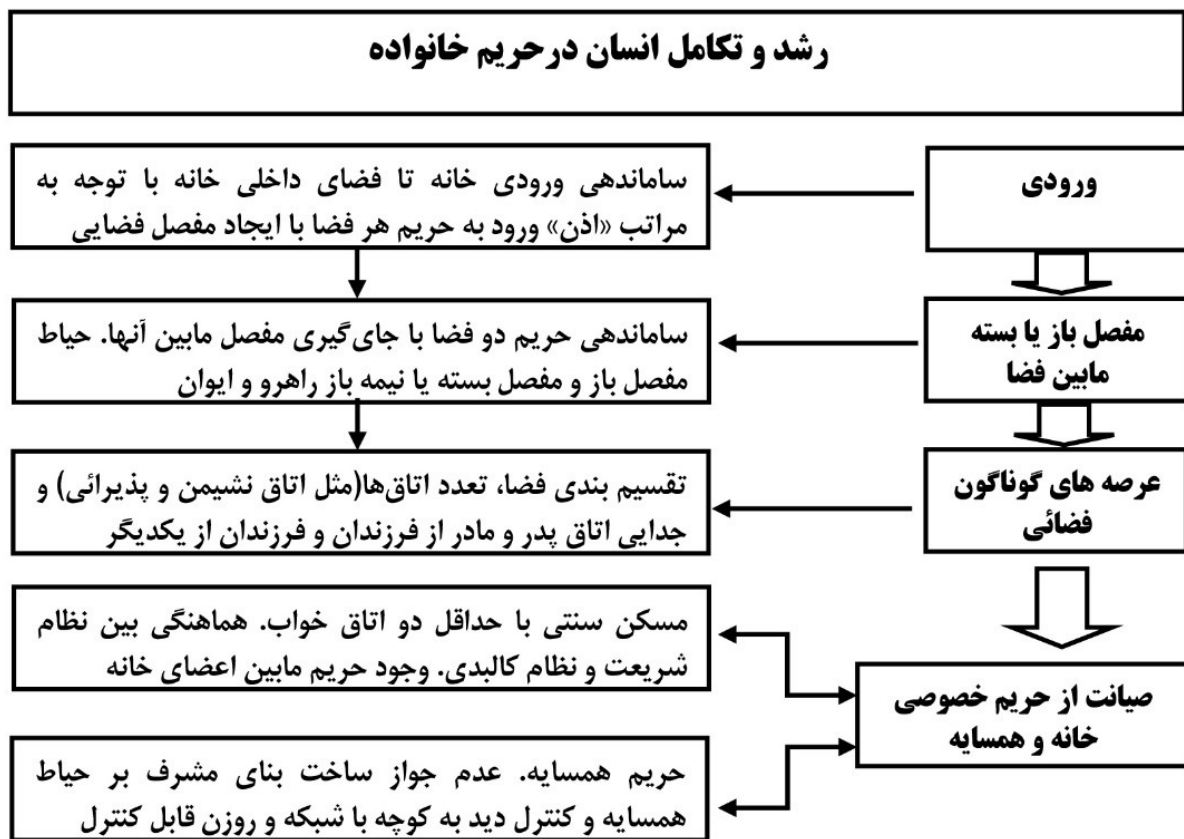 رشد و تکامل انسان درحریم خانواده
ورودی
ساماندهی ورودی خانه تا فضای داخلی خانه با توجه به
مراتب «اذن» ورود به حریم هر فضا با ایجاد مفصل فضایی
مفصل باز یا بسته
مابین فضا
ساماندهی حریم دو فضا با جای‌گیری مفصل مابین آنها. حیاط
مفصل باز و مفصل بسته یا نیمه باز راهرو و ایوان
عرصه های گوناگون
فضائی
تقسیم بندی فضا، تعدد اتاق‌ها(مثل اتاق نشیمن و پذیرائی) و
جدایی اتاق پدر و مادر از فرزندان و فرزندان از یکدیگر
صیانت از حریم خصوصی
خانه و همسایه
مسکن سنتی با حداقل دو اتاق خواب. هماهنگی بین نظام
شریعت و نظام کالبدی. وجود حریم مابین اعضای خانه
حریم همسایه. عدم جواز ساخت بنای مشرف بر حیاط
همسایه و کنترل دید به کوچه با شبکه و روزن قابل کنترل